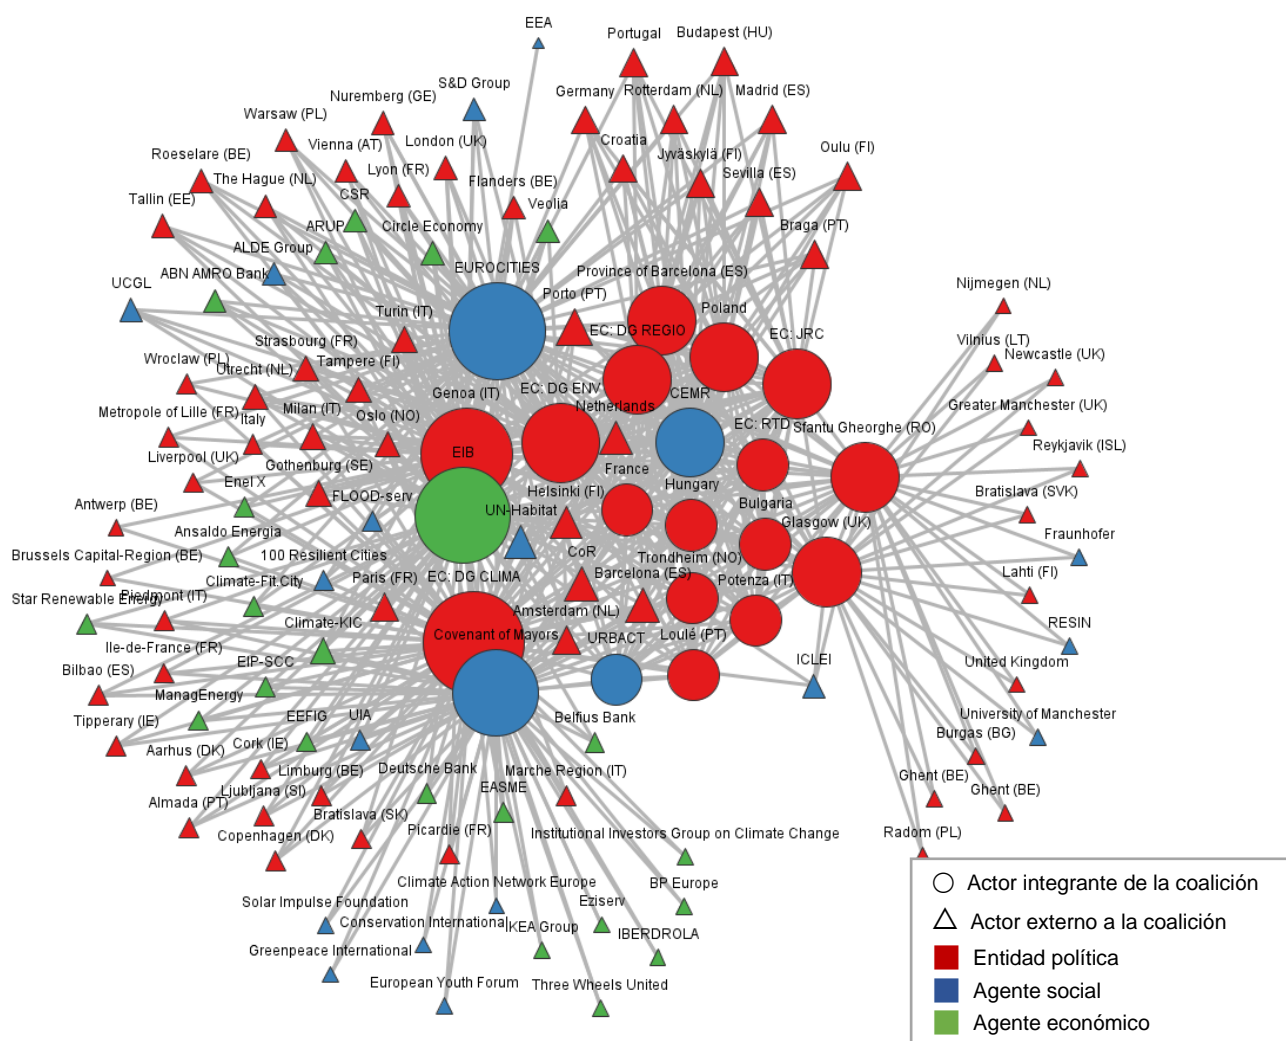 EEA
Portugal
Budapest (HU)
S&D Group
Germany
Rotterdam (NL)
Madrid (ES)
Nuremberg (GE)
Warsaw (PL)
Vienna (AT)
London (UK)
Croatia
Jyväskylä (FI)
Oulu (FI)
Roeselare (BE)
The Hague (NL)
Lyon (FR)
Flanders (BE)
Sevilla (ES)
Tallin (EE)
CSR
Veolia
ARUP
Circle Economy
Braga (PT)
ALDE Group
EUROCITIES
UCGL
ABN AMRO Bank
Province of Barcelona (ES)
Nijmegen (NL)
Turin (IT)
Porto (PT)
Poland
EC: DG REGIO
EC: JRC
Strasbourg (FR)
Vilnius (LT)
Wroclaw (PL)
Utrecht (NL)
Tampere (FI)
Newcastle (UK)
Genoa (IT)
EC: DG ENV
CEMR
Metropole of Lille (FR)
Italy
Milan (IT)
Oslo (NO)
Netherlands
Greater Manchester (UK)
EC: RTD
Sfantu Gheorghe (RO)
Liverpool (UK)
EIB
Reykjavik (ISL)
Gothenburg (SE)
France
Enel X
FLOOD-serv
Helsinki (FI)
Hungary
Bratislava (SVK)
Antwerp (BE)
UN-Habitat
Bulgaria
Ansaldo Energia
Glasgow (UK)
Fraunhofer
Brussels Capital-Region (BE)
100 Resilient Cities
CoR
Trondheim (NO)
Climate-Fit.City
Paris (FR)
EC: DG CLIMA
Barcelona (ES)
Potenza (IT)
Lahti (FI)
Star Renewable Energy
Piedmont (IT)
Amsterdam (NL)
Climate-KIC
Covenant of Mayors
URBACT
Loulé (PT)
RESIN
Ile-de-France (FR)
EIP-SCC
ICLEI
United Kingdom
Bilbao (ES)
ManagEnergy
EEFIG
UIA
Belfius Bank
University of Manchester
Tipperary (IE)
Burgas (BG)
Aarhus (DK)
Cork (IE)
Limburg (BE)
Deutsche Bank
Marche Region (IT)
Ghent (BE)
Ljubljana (SI)
EASME
Ghent (BE)
Almada (PT)
Bratislava (SK)
Copenhagen (DK)
Picardie (FR)
Institutional Investors Group on Climate Change
Radom (PL)
Climate Action Network Europe
BP Europe
Solar Impulse Foundation
Eziserv
Conservation International
IKEA Group
IBERDROLA
Greenpeace International
European Youth Forum
Three Wheels United
Actor integrante de la coalición
Actor externo a la coalición
Entidad política
Agente social
Agente económico